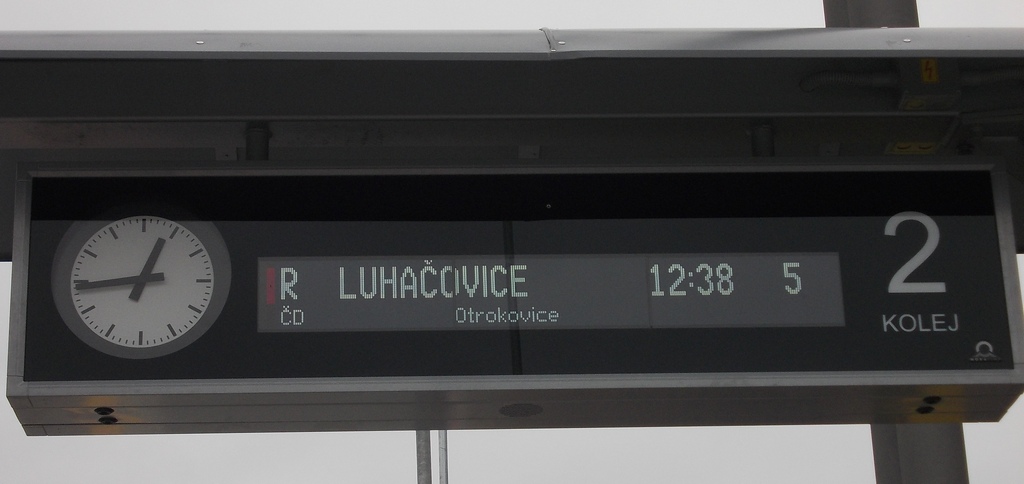 R LUHAČOVICE 12:38 5
ČD Otrokovice
2
KOLEJ